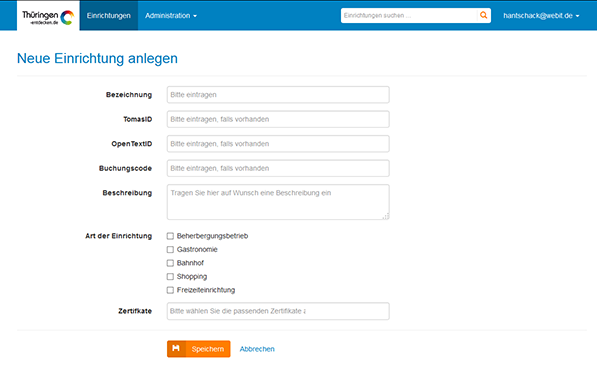 Thüringen
-entdecken.de
Einrichtungen
Administration
Einrichtungen suchen ...
hantschack@webit.de
Neue Einrichtung anlegen
Bezeichnung
Bitte eintragen
TomasID
Bitte eintragen, falls vorhanden
OpenTextID
Bitte eintragen, falls vorhanden
Buchungscode
Bitte eintragen, falls vorhanden
Beschreibung
Tragen Sie hier auf Wunsch eine Beschreibung ein
Art der Einrichtung
Beherbergungsbetrieb
Gastronomie
Bahnhof
Shopping
Freizeiteinrichtung
Zertifkate
Bitte wählen Sie die passenden Zertifikate a
Speichern
Abbrechen